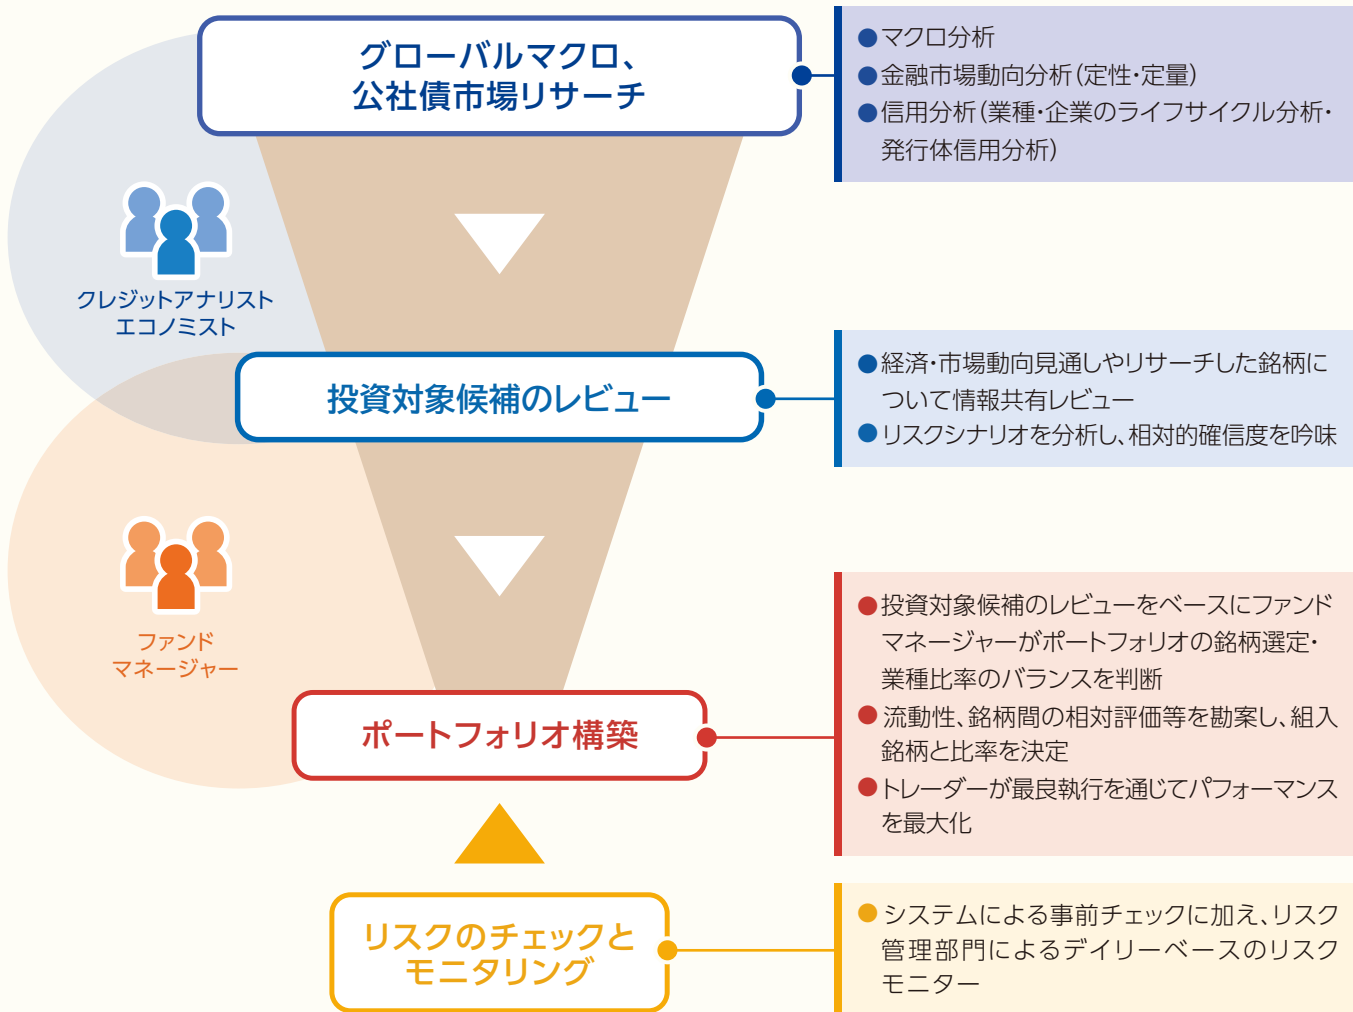 グローバルマクロ、
公社債市場リサーチ
●マクロ分析
●金融市場動向分析(定性・定量)
●信用分析(業種・企業のライフサイクル分析・
発行体信用分析)
クレジットアナリスト
エコノミスト
投資対象候補のレビュー
●経済・市場動向見通しやリサーチした銘柄に
ついて情報共有レビュー
●リスクシナリオを分析し、相対的確信度を吟味
ファンド
マネージャー
ポートフォリオ構築
●投資対象候補のレビューをベースにファンド
マネージャーがポートフォリオの銘柄選定・
業種比率のバランスを判断
●流動性、銘柄間の相対評価等を勘案し、組入
銘柄と比率を決定
●トレーダーが最良執行を通じてパフォーマンス
を最大化
リスクのチェックと
モニタリング
●システムによる事前チェックに加え、リスク
管理部門によるデイリーベースのリスク
モニター